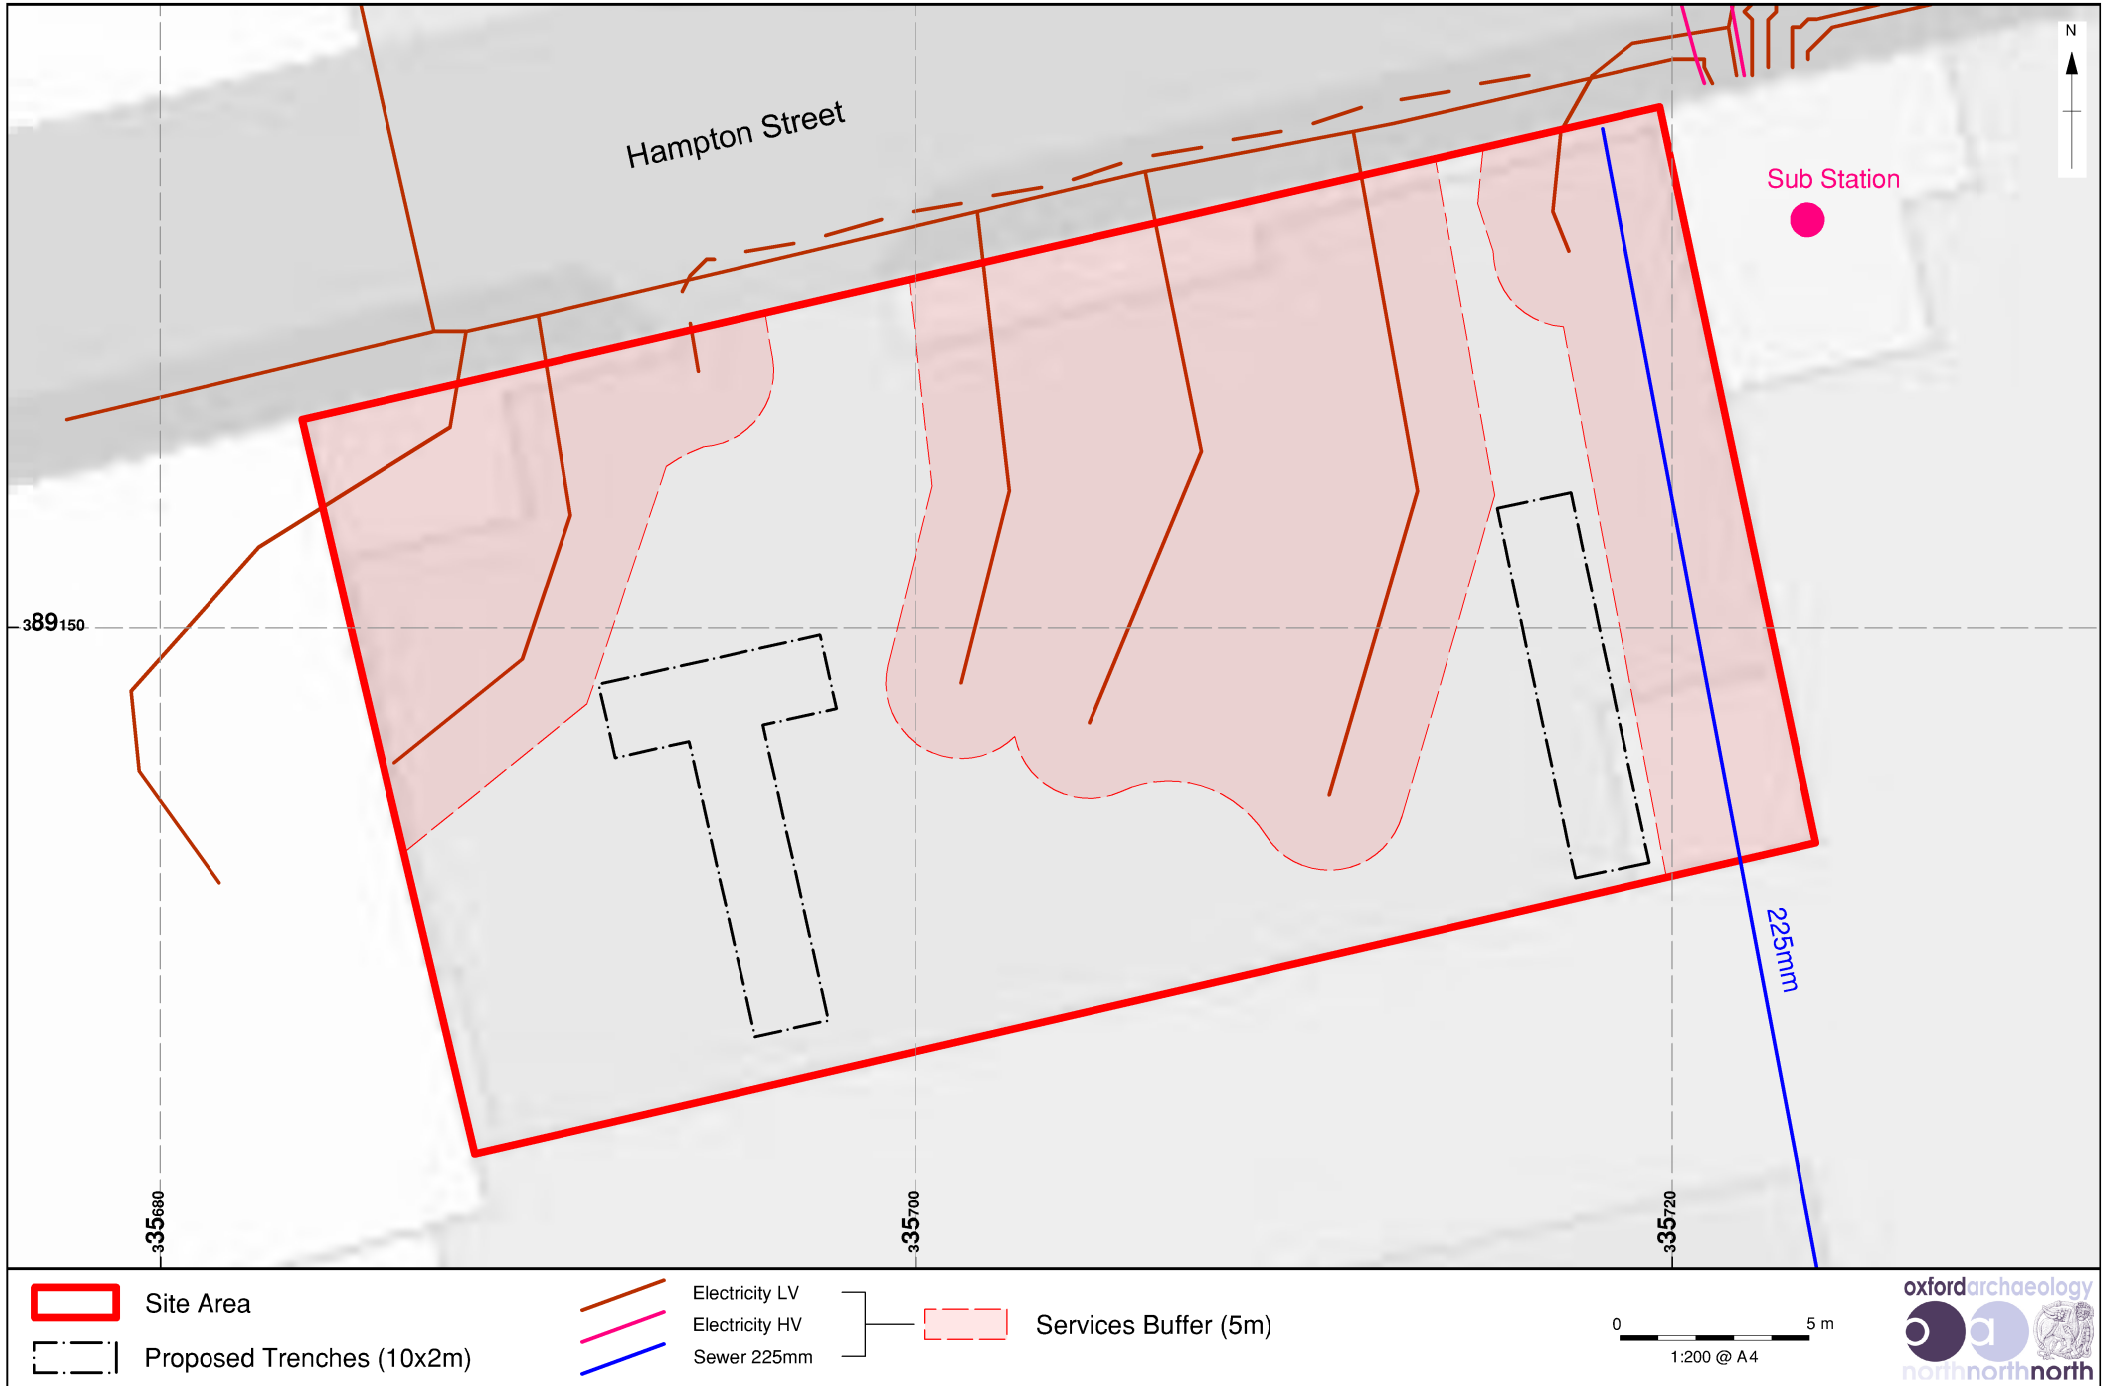 N
Hampton Street
Sub Station
389150
225mm
335680
335700
335720
Site Area
Proposed Trenches (10x2m)
Electricity LV
Electricity HV
Sewer 225mm
Services Buffer (5m)
0 5 m
1:200 @ A4
oxfordarchaeology
oa
northnorthnorth